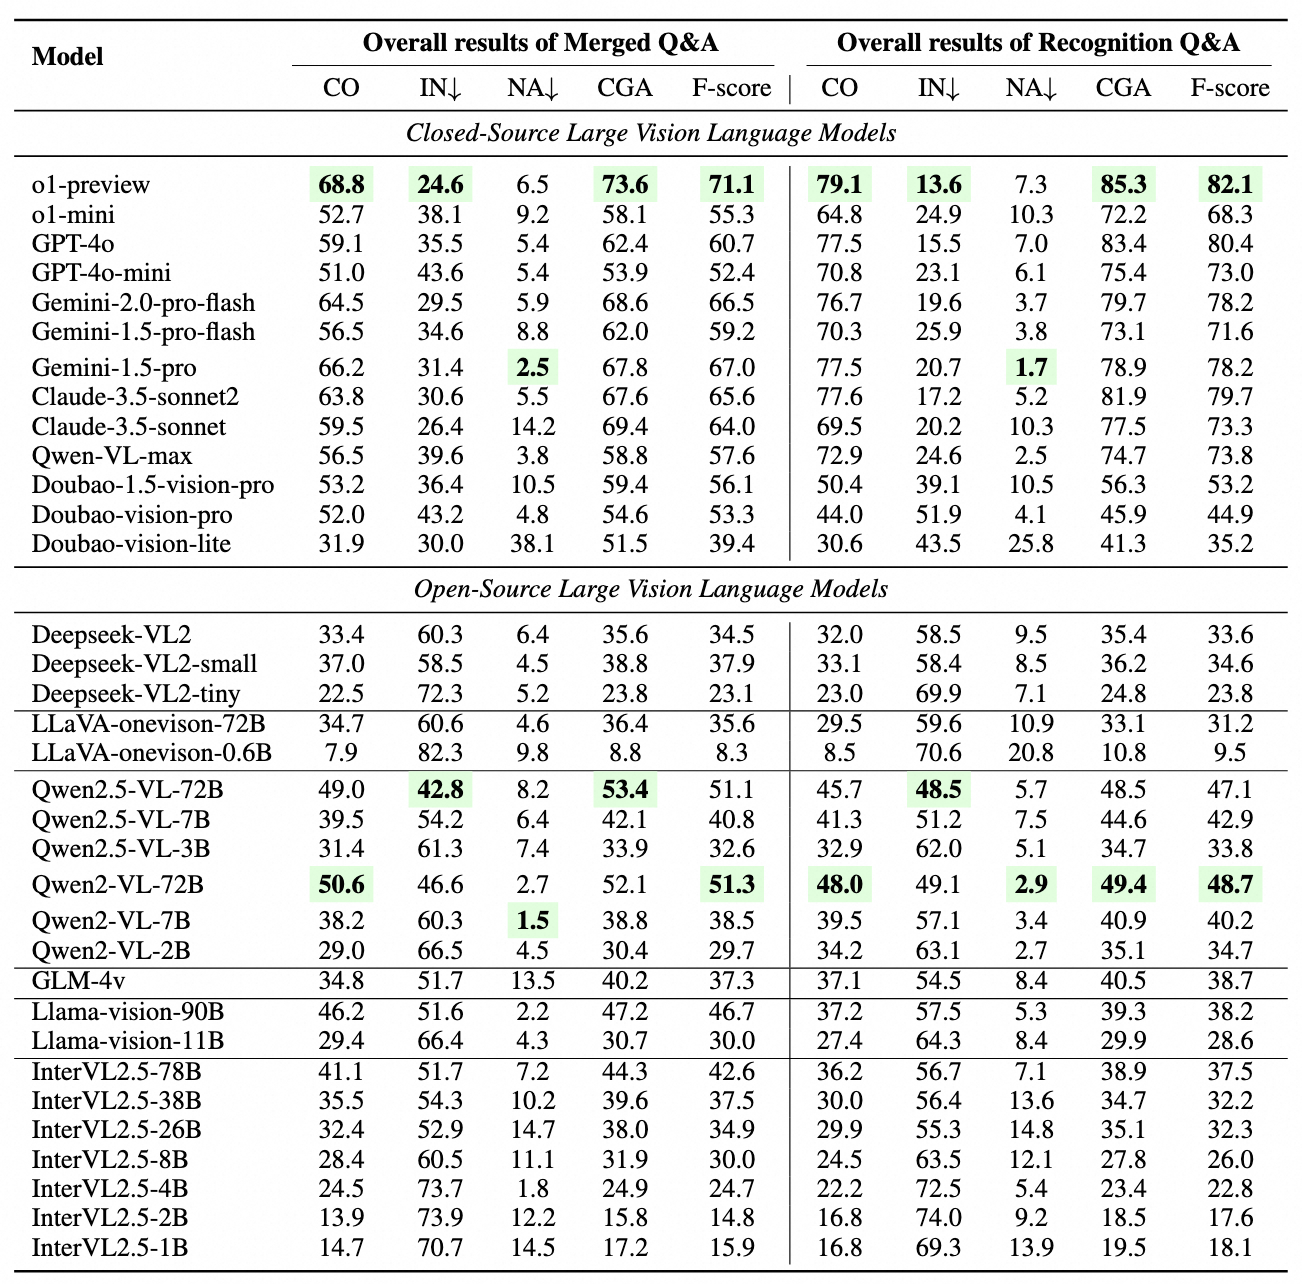 Model Overall results of Merged Q&A Overall results of Recognition Q&A
CO IN↓ NA↓ CGA F-score CO IN↓ NA↓ CGA F-score
Closed-Source Large Vision Language Models
o1-preview 68.8 24.6 6.5 73.6 71.1 79.1 13.6 7.3 85.3 82.1
o1-mini 52.7 38.1 9.2 58.1 55.3 64.8 24.9 10.3 72.2 68.3
GPT-4o 59.1 35.5 5.4 62.4 60.7 77.5 15.5 7.0 83.4 80.4
GPT-4o-mini 51.0 43.6 5.4 53.9 52.4 70.8 23.1 6.1 75.4 73.0
Gemini-2.0-pro-flash 64.5 29.5 5.9 68.6 66.5 76.7 19.6 3.7 79.7 78.2
Gemini-1.5-pro-flash 56.5 34.6 8.8 62.0 59.2 70.3 25.9 3.8 73.1 71.6
Gemini-1.5-pro 66.2 31.4 2.5 67.8 67.0 77.5 20.7 1.7 78.9 78.2
Claude-3.5-sonnet2 63.8 30.6 5.5 67.6 65.6 77.6 17.2 5.2 81.9 79.7
Claude-3.5-sonnet 59.5 26.4 14.2 69.4 64.0 69.5 20.2 10.3 77.5 73.3
Qwen-VL-max 56.5 39.6 3.8 58.8 57.6 72.9 24.6 2.5 74.7 73.8
Doubao-1.5-vision-pro 53.2 36.4 10.5 59.4 56.1 50.4 39.1 10.5 56.3 53.2
Doubao-vision-pro 52.0 43.2 4.8 54.6 53.3 44.0 51.9 4.1 45.9 44.9
Doubao-vision-lite 31.9 30.0 38.1 51.5 39.4 30.6 43.5 25.8 41.3 35.2
Open-Source Large Vision Language Models
Deepseek-VL2 33.4 60.3 6.4 35.6 34.5 32.0 58.5 9.5 35.4 33.6
Deepseek-VL2-small 37.0 58.5 4.5 38.8 37.9 33.1 58.4 8.5 36.2 34.6
Deepseek-VL2-tiny 22.5 72.3 5.2 23.8 23.1 23.0 69.9 7.1 24.8 23.8
LLaVA-onevison-72B 34.7 60.6 4.6 36.4 35.6 29.5 59.6 10.9 33.1 31.2
LLaVA-onevison-0.6B 7.9 82.3 9.8 8.8 8.3 8.5 70.6 20.8 10.8 9.5
Qwen2.5-VL-72B 49.0 42.8 8.2 53.4 51.1 45.7 48.5 5.7 48.5 47.1
Qwen2.5-VL-7B 39.5 54.2 6.4 42.1 40.8 41.3 51.2 7.5 44.6 42.9
Qwen2.5-VL-3B 31.4 61.3 7.4 33.9 32.6 32.9 62.0 5.1 34.7 33.8
Qwen2-VL-72B 50.6 46.6 2.7 52.1 51.3 48.0 49.1 2.9 49.4 48.7
Qwen2-VL-7B 38.2 60.3 1.5 38.8 38.5 39.5 57.1 3.4 40.9 40.2
Qwen2-VL-2B 29.0 66.5 4.5 30.4 29.7 34.2 63.1 2.7 35.1 34.7
GLM-4v 34.8 51.7 13.5 40.2 37.3 37.1 54.5 8.4 40.5 38.7
Llama-vision-90B 46.2 51.6 2.2 47.2 46.7 37.2 57.5 5.3 39.3 38.2
Llama-vision-11B 29.4 66.4 4.3 30.7 30.0 27.4 64.3 8.4 29.9 28.6
InterVL2.5-78B 41.1 51.7 7.2 44.3 42.6 36.2 56.7 7.1 38.9 37.5
InterVL2.5-38B 35.5 54.3 10.2 39.6 37.5 30.0 56.4 13.6 34.7 32.2
InterVL2.5-26B 32.4 52.9 14.7 38.0 34.9 29.9 55.3 14.8 35.1 32.3
InterVL2.5-8B 28.4 60.5 11.1 31.9 30.0 24.5 63.5 12.1 27.8 26.0
InterVL2.5-4B 24.5 73.7 1.8 24.9 24.7 22.2 72.5 5.4 23.4 22.8
InterVL2.5-2B 13.9 73.9 12.2 15.8 14.8 16.8 74.0 9.2 18.5 17.6
InterVL2.5-1B 14.7 70.7 14.5 17.2 15.9 16.8 69.3 13.9 19.5 18.1